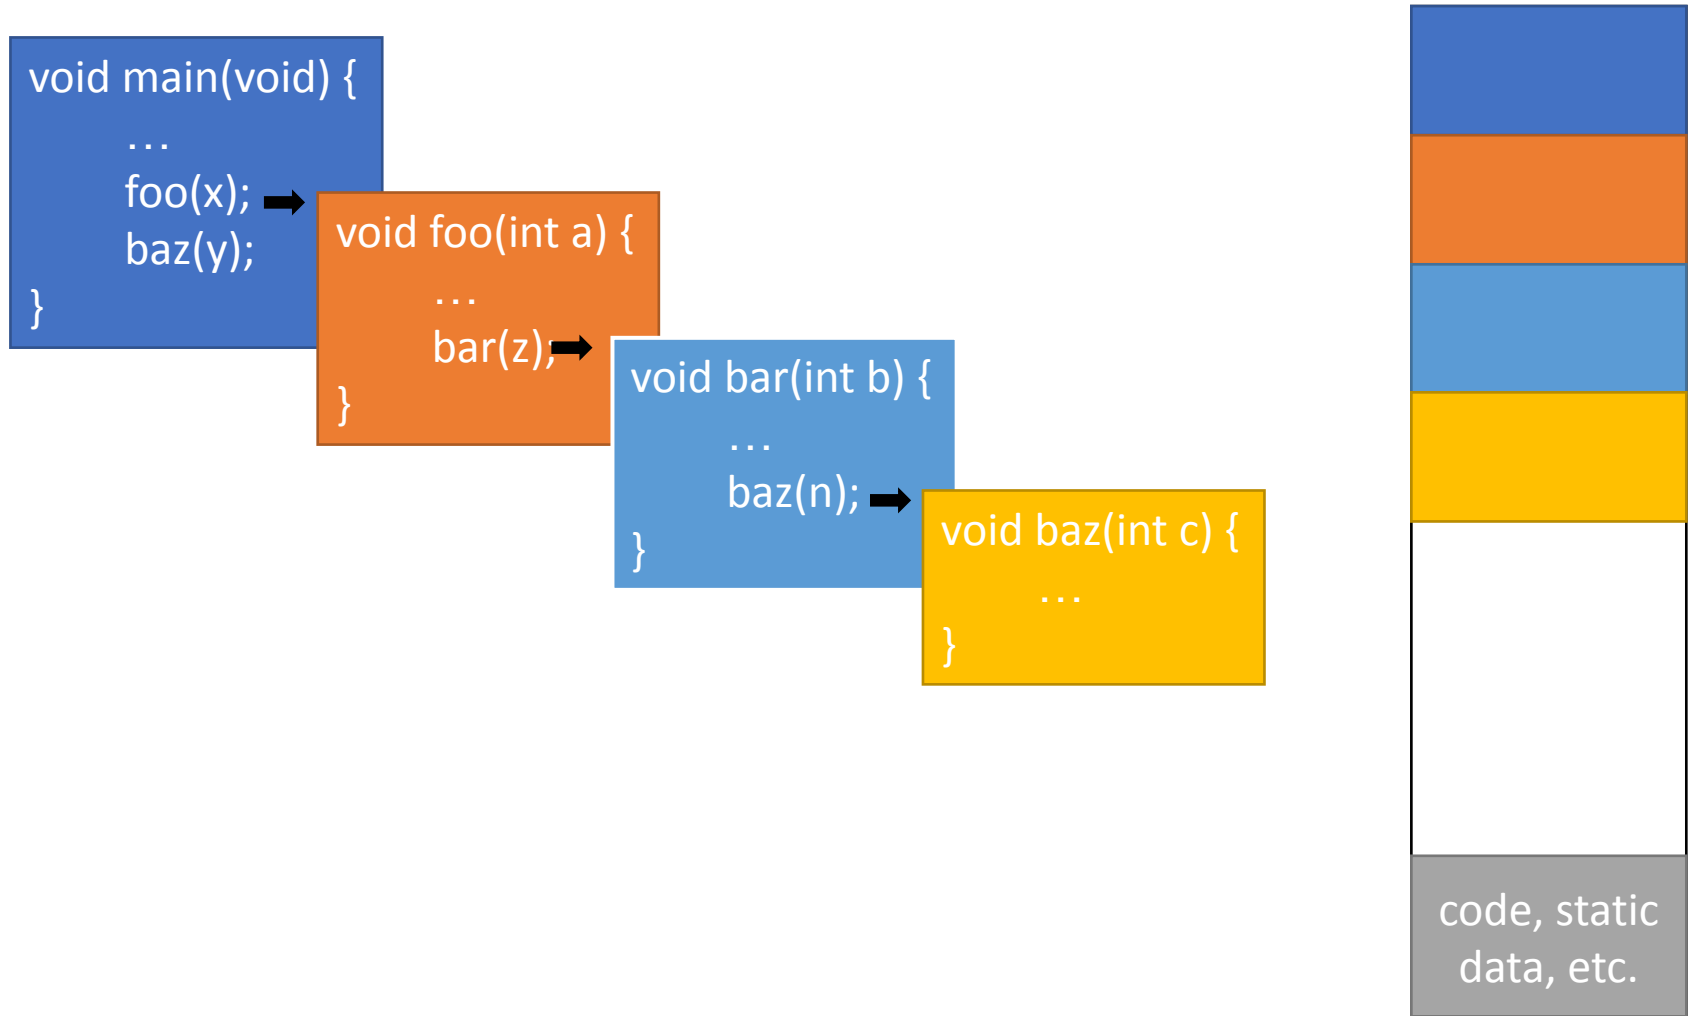 void main(void) {
…
foo(x);
baz(y);
}
void foo(int a) {
…
bar(z);
}
void bar(int b) {
…
baz(n);
}
void baz(int c) {
…
}
code, static
data, etc.